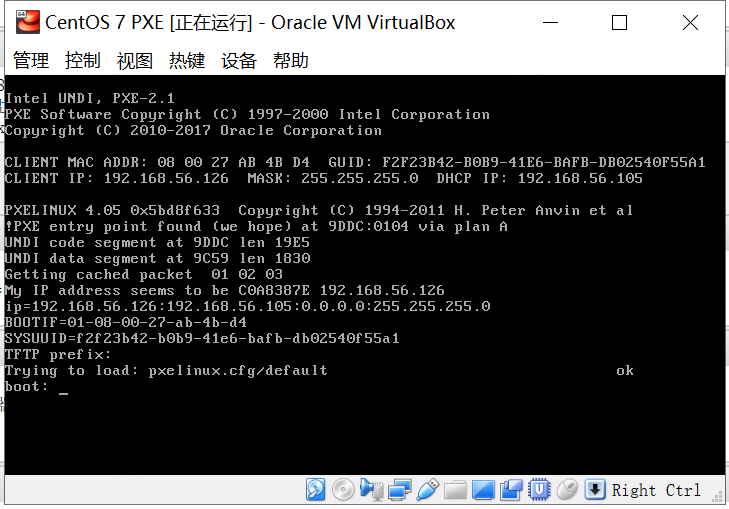 CentOS 7 PXE [正在运行] - Oracle VM VirtualBox
管理 控制 视图 热键 设备 帮助
Intel UNDI, PXE-2.1
PXE Software Copyright (C) 1997-2000 Intel Corporation
Copyright (C) 2010-2017 Oracle Corporation
CLIENT MAC ADDR: 08 00 27 AB 4B D4  GUID: F2F23B42-B0B9-41E6-BAFB-DB02540F55A1
CLIENT IP: 192.168.56.126  MASK: 255.255.255.0  DHCP IP: 192.168.56.105
PXELINUX 4.05 0x5bd8f633  Copyright (C) 1994-2011 H. Peter Anvin et al
!PXE entry point found (we hope) at 9DDC:0104 via plan A
UNDI code segment at 9DDC len 19E5
UNDI data segment at 9C59 len 1830
Getting cached packet  01 02 03
My IP address seems to be C0A8387E 192.168.56.126
ip=192.168.56.126:192.168.56.105:0.0.0.0:255.255.255.0
BOOTIF=01-08-00-27-ab-4b-d4
SYSUUID=f2f23b42-b0b9-41e6-bafb-db02540f55a1
TFTP prefix:
Trying to load: pxelinux.cfg/default ok
boot: _
Right Ctrl